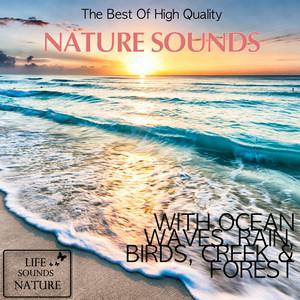 The Best Of High Quality
NATURE SOUNDS
WITH OCEAN
WAVES, RAIN,
BIRDS, CREEK &
FOREST
LIFE
SOUNDS
NATURE